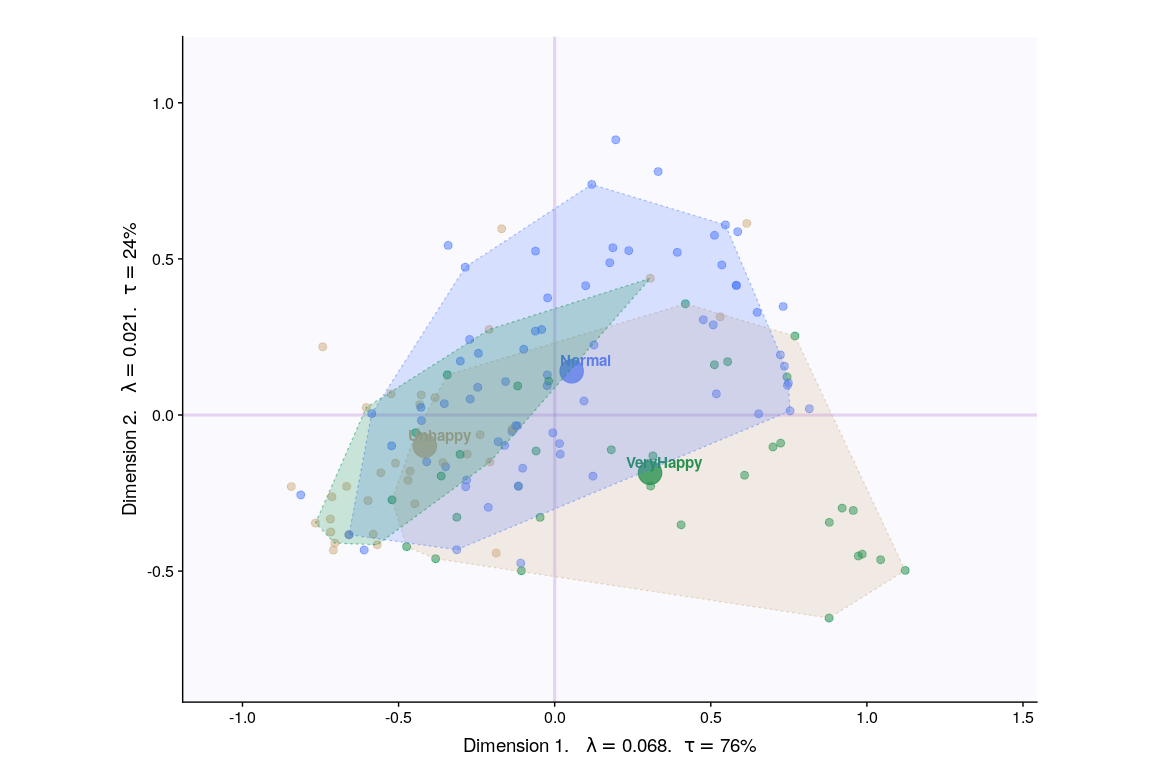 1.0
0.5
0.0
-0.5
Dimension 2. λ = 0.021. τ = 24%
Normal
Unhappy
VeryHappy
-1.0 -0.5 0.0 0.5 1.0 1.5
Dimension 1. λ = 0.068. τ = 76%